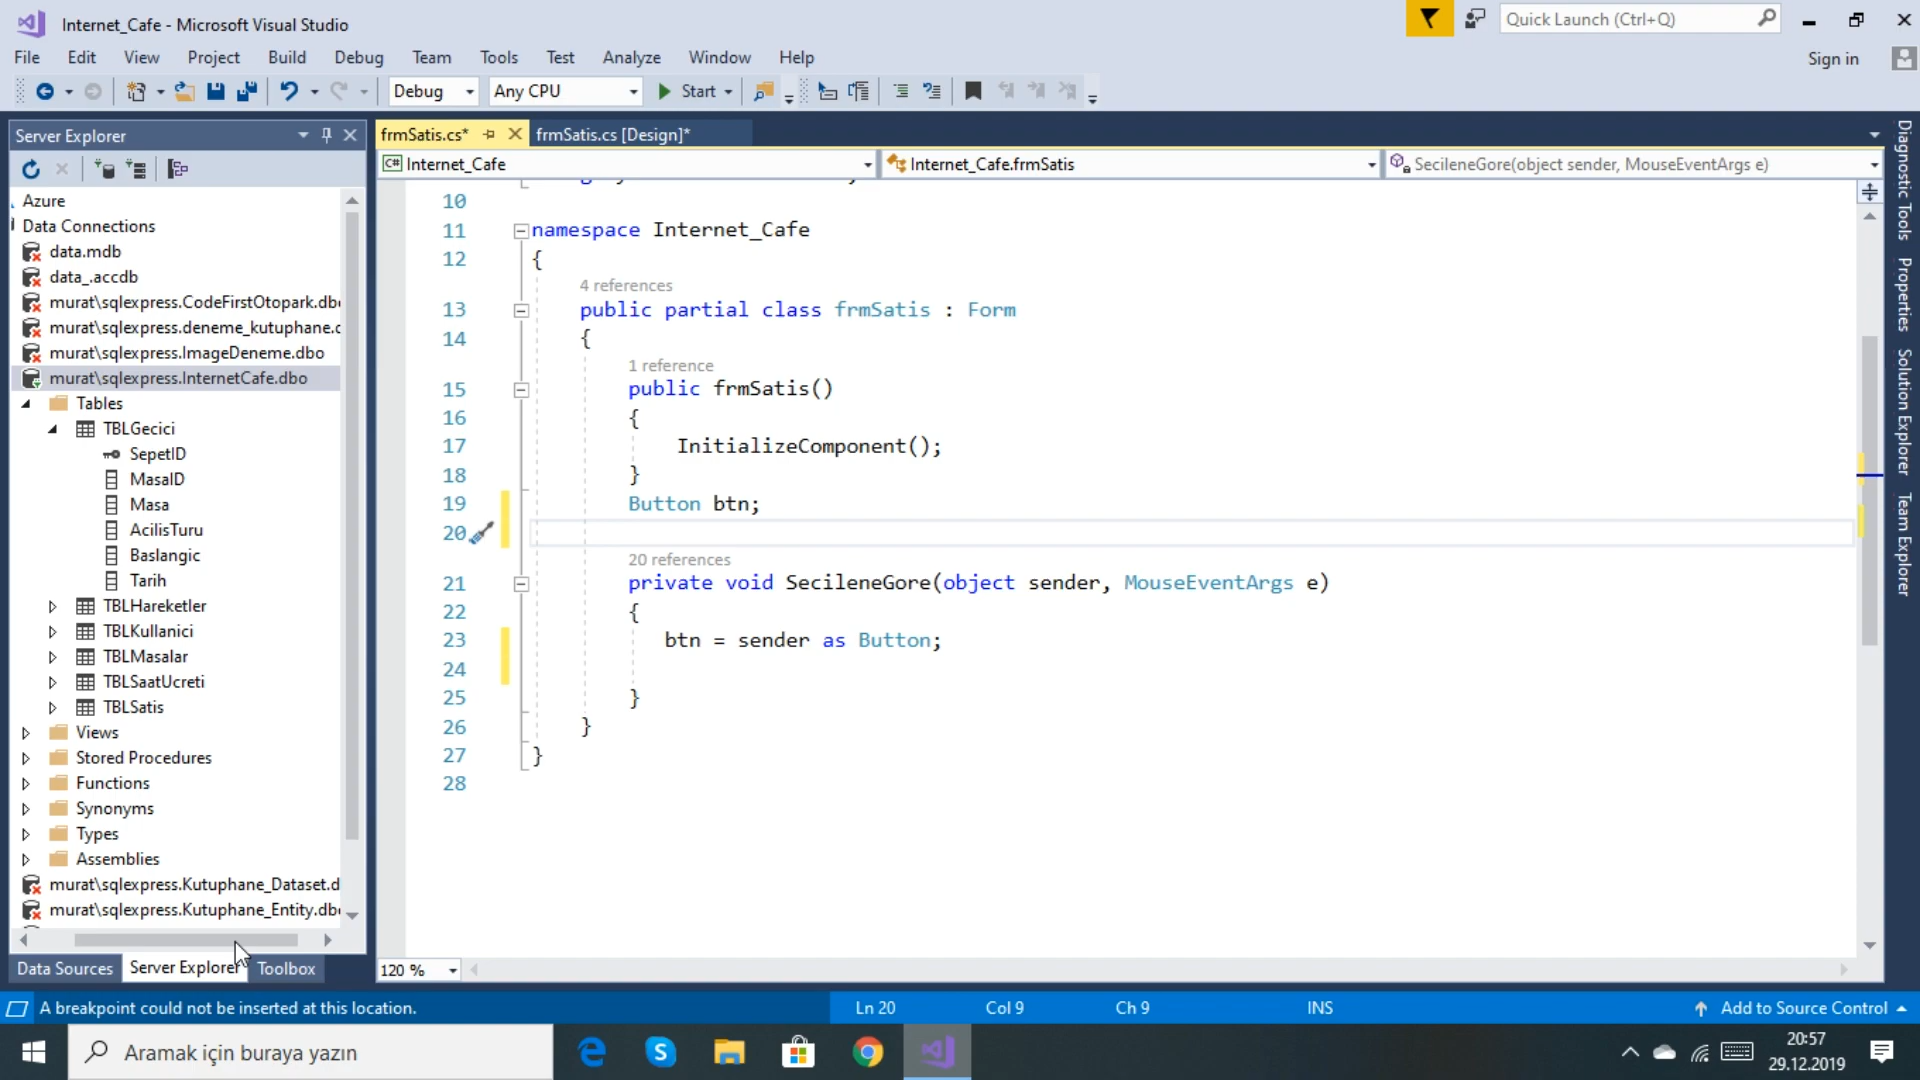 Internet_Cafe - Microsoft Visual Studio
Quick Launch (Ctrl+Q)
File Edit View Project Build Debug Team Tools Test Analyze Window Help
Sign in
Debug Any CPU Start
Server Explorer
frmSatis.cs* frmSatis.cs [Design]*
C# Internet_Cafe Internet_Cafe.frmSatis SecileneGore(object sender, MouseEventArgs e)
Azure
Data Connections
data.mdb
data_.accdb
murat\sqlexpress.CodeFirstOtopark.dbo
murat\sqlexpress.deneme_kutuphane.d
murat\sqlexpress.ImageDeneme.dbo
murat\sqlexpress.InternetCafe.dbo
Tables
TBLGecici
SepetID
MasaID
Masa
AcilisTuru
Baslangic
Tarih
TBLHareketler
TBLKullanici
TBLMasalar
TBLSaatUcreti
TBLSatis
Views
Stored Procedures
Functions
Synonyms
Types
Assemblies
murat\sqlexpress.Kutuphane_Dataset.d
murat\sqlexpress.Kutuphane_Entity.dbo
Data Sources Server Explorer Toolbox
10
11 namespace Internet_Cafe
12 {
4 references
13 public partial class frmSatis : Form
14 {
1 reference
15 public frmSatis()
16 {
17 InitializeComponent();
18 }
19 Button btn;
20
20 references
21 private void SecileneGore(object sender, MouseEventArgs e)
22 {
23 btn = sender as Button;
24
25 }
26 }
27 }
28
120 %
Diagnostic Tools
Properties
Solution Explorer
Team Explorer
A breakpoint could not be inserted at this location. Ln 20 Col 9 Ch 9 INS Add to Source Control
Aramak için buraya yazın
20:57
29.12.2019